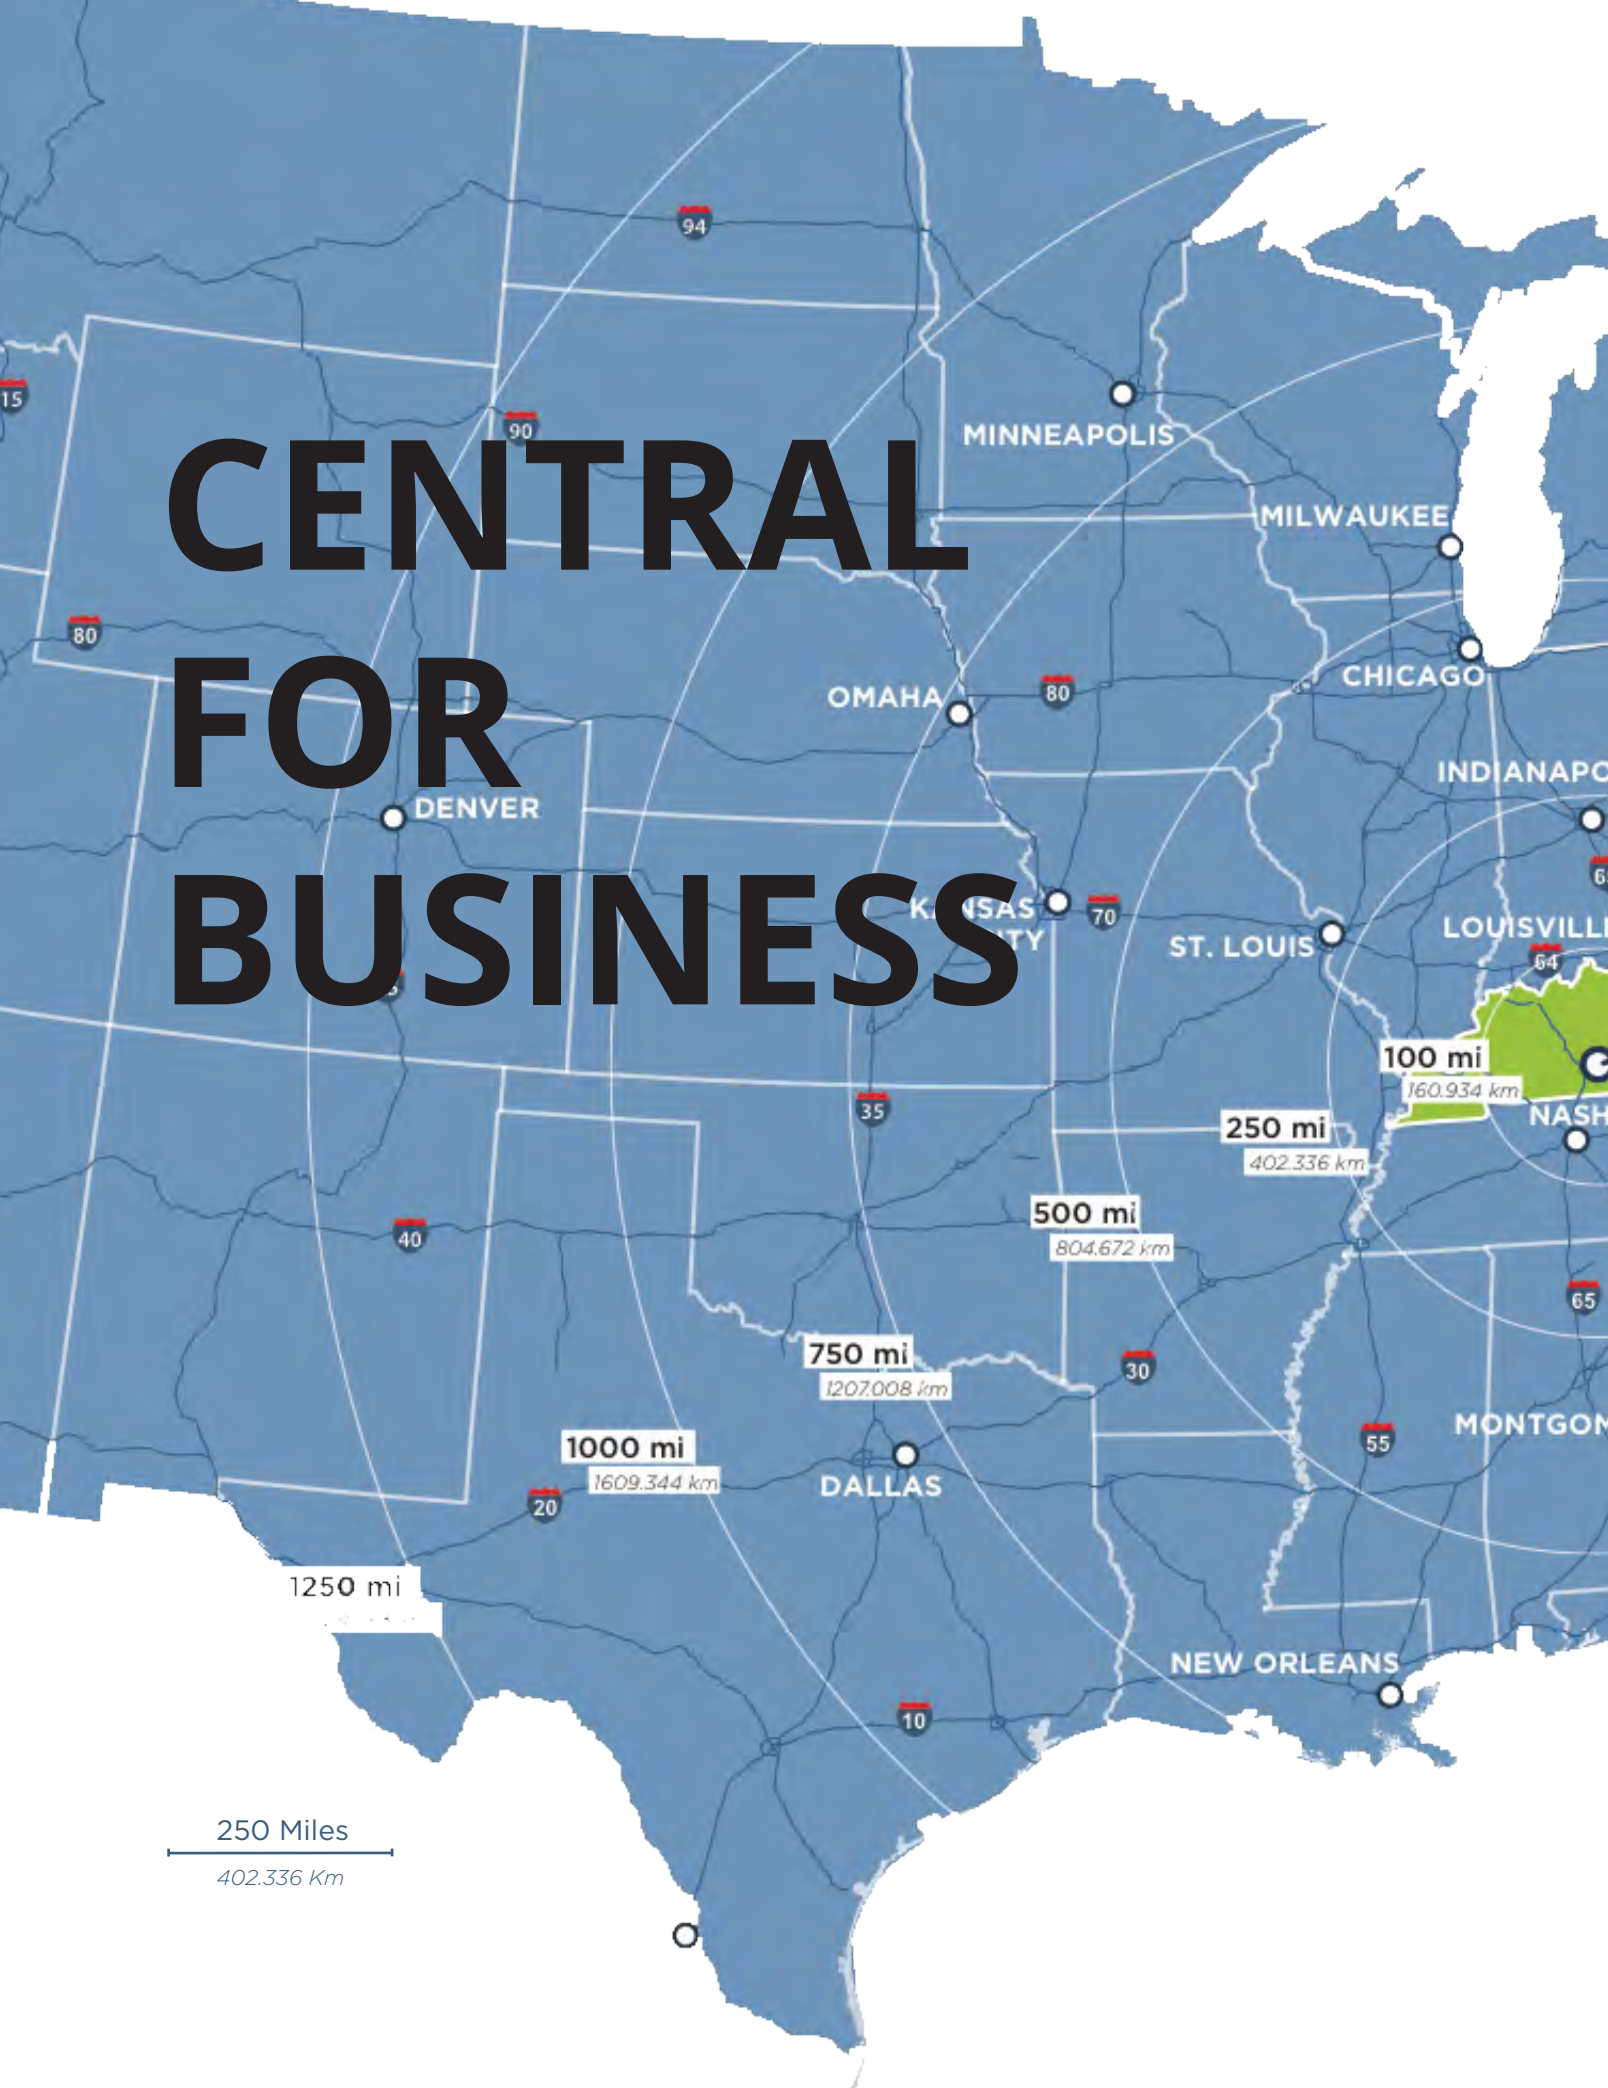 94
15
90
MINNEAPOLIS
CENTRAL
MILWAUKEE
80
CHICAGO
OMAHA
80
FOR
INDIANAPO
DENVER
BUSINESS
KANSAS
70
LOUISVILL
ST. LOUIS
64
100 mi
160.934 km
35
NASH
250 mi
402.336 km
500 mi
40
804.672 km
65
750 mi
30
1207.008 km
MONTGOM
55
1000 mi
1609.344 km
DALLAS
20
1250 mi
NEW ORLEANS
10
250 Miles
402.336 Km